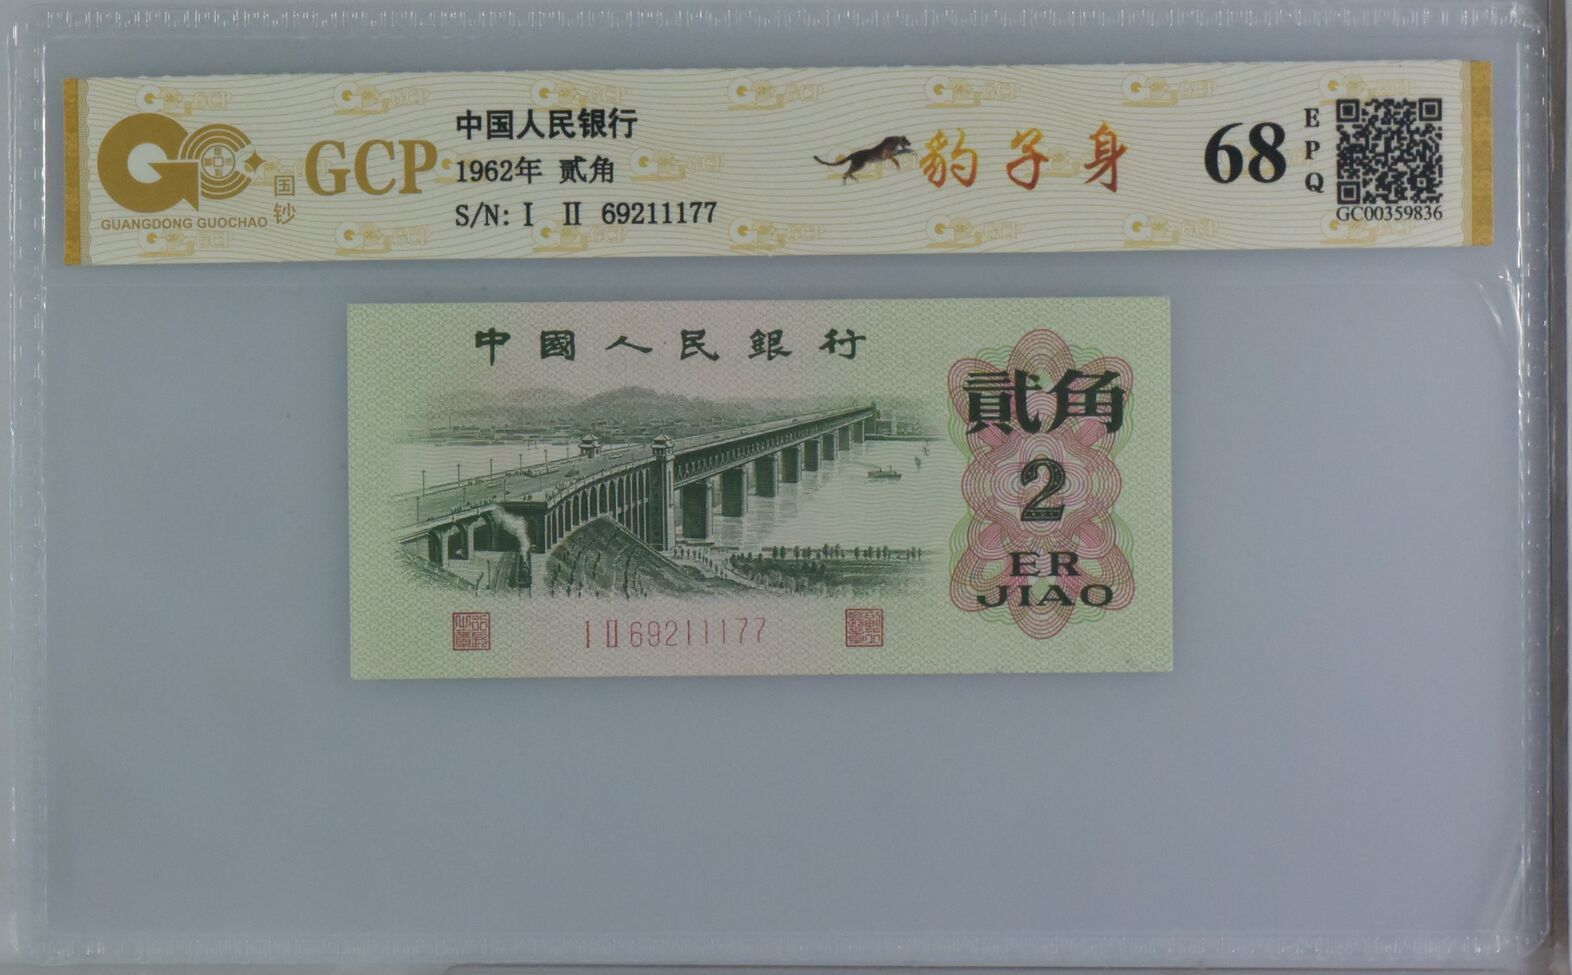 GCP
国钞
GUANGDONG GUOCHAO
中国人民银行
1962年 贰角
S/N: I II 69211177
豹子身
68
EPQ
GC00359836
中國人民銀行
貳角
2
ER
JIAO
I II 69211177